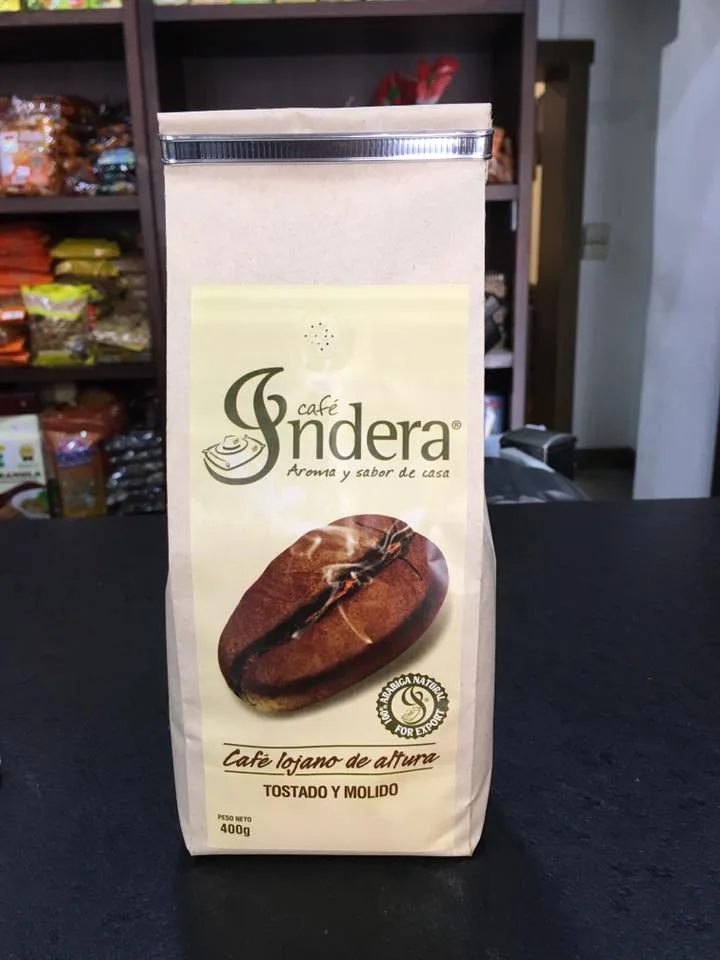 café
Indera®
Aroma y sabor de casa
100% ARABIGA NATURAL
FOR EXPORT
Café lojano de altura
TOSTADO Y MOLIDO
PESO NETO
400g